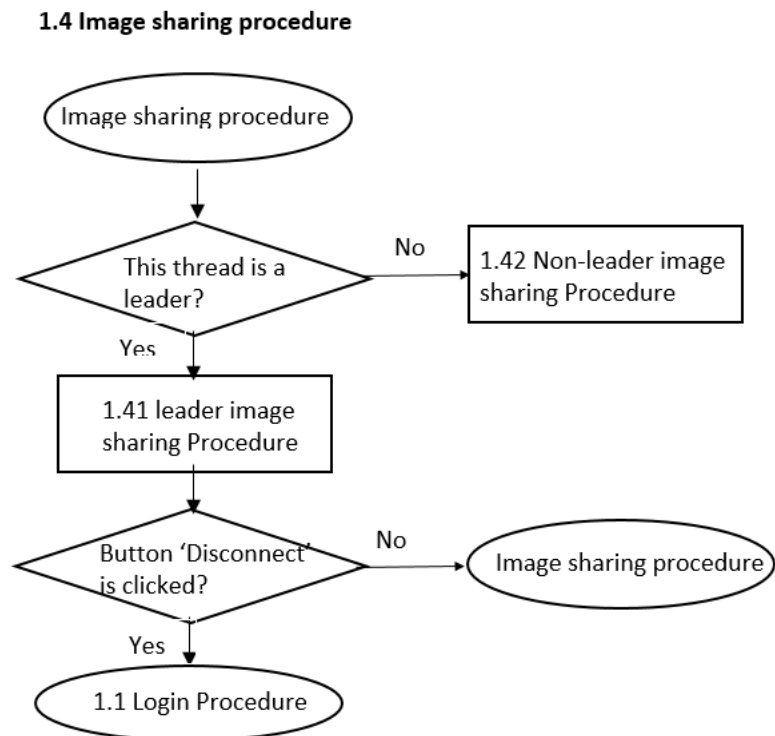 1.4 Image sharing procedure
Image sharing procedure
This thread is a
leader?
No
1.42 Non-leader image
sharing Procedure
Yes
1.41 leader image
sharing Procedure
Button ‘Disconnect’
is clicked?
No
Image sharing procedure
Yes
1.1 Login Procedure